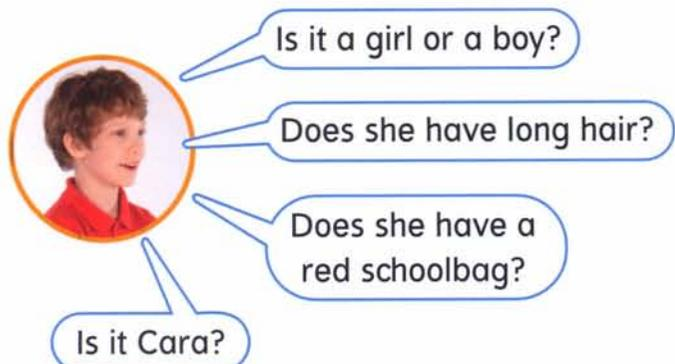 Is it a girl or a boy?
Does she have long hair?
Does she have a
red schoolbag?
Is it Cara?